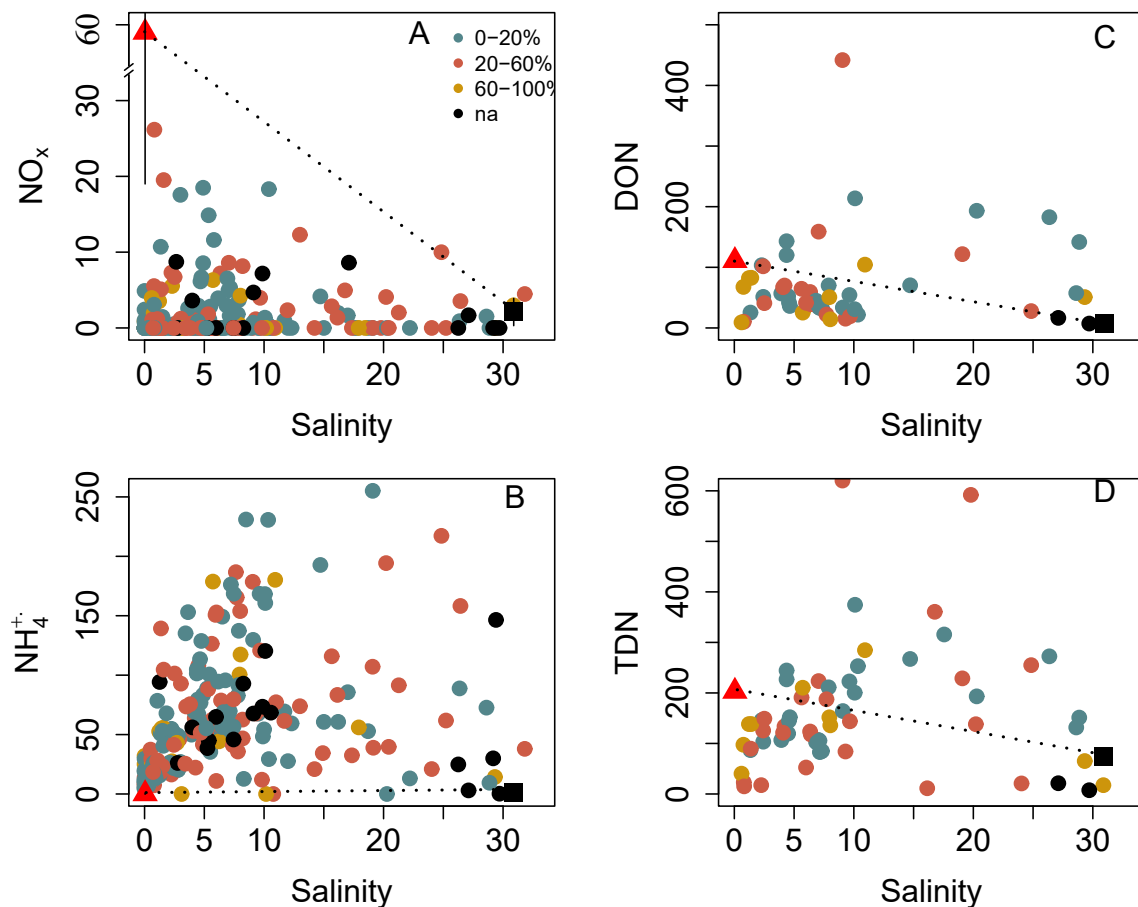 A
0−20%
20−60%
60−100%
na
NOₓ
0 10 20 30 60
0 5 10 20 30
Salinity
C
DON
0 200 400
0 5 10 20 30
Salinity
B
NH₄⁺·
0 50 150 250
0 5 10 20 30
Salinity
D
TDN
0 200 400 600
0 5 10 20 30
Salinity